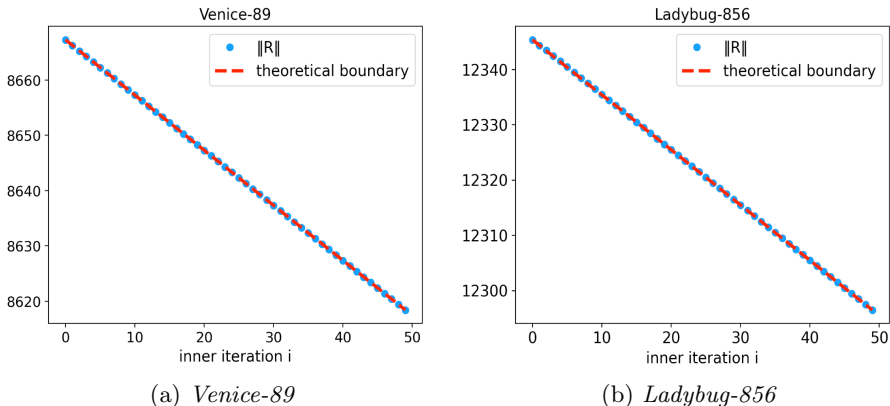 Venice-89
‖R‖
theoretical boundary
8660
8650
8640
8630
8620
0 10 20 30 40 50
inner iteration i
(a) Venice-89
Ladybug-856
‖R‖
theoretical boundary
12340
12330
12320
12310
12300
0 10 20 30 40 50
inner iteration i
(b) Ladybug-856